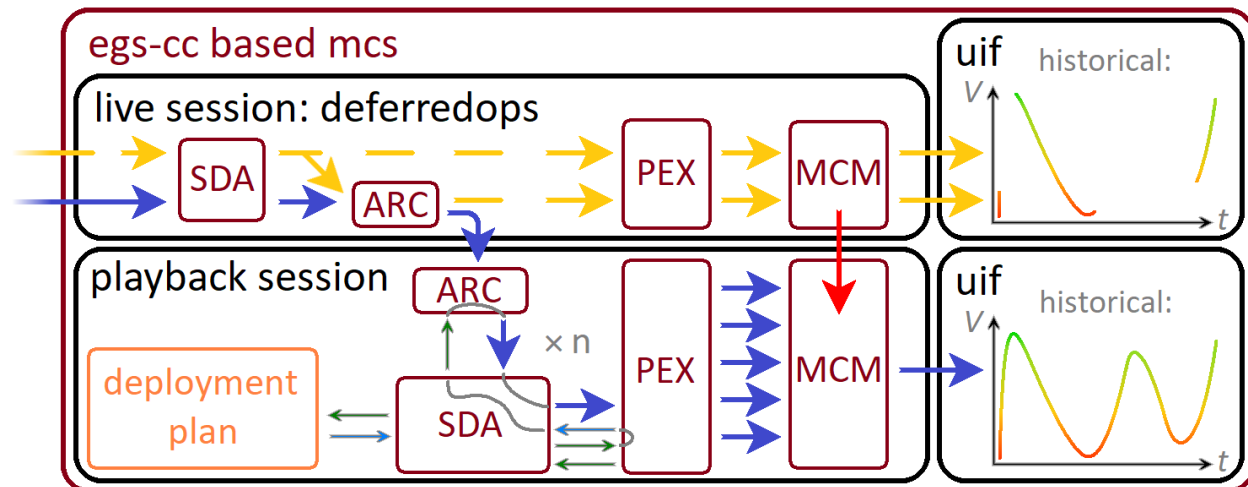 egs-cc based mcs
live session: deferredops
SDA
ARC
PEX
MCM
uif
historical:
V
t
playback session
ARC
× n
deployment
plan
SDA
PEX
MCM
uif
historical:
V
t